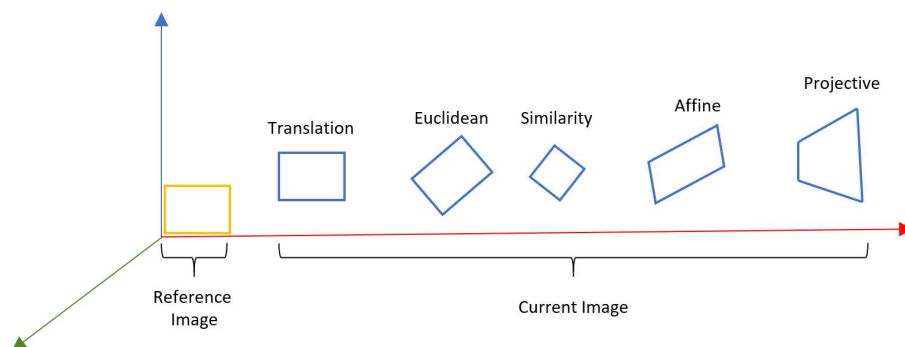 Translation
Euclidean
Similarity
Affine
Projective
Reference
Image
Current Image